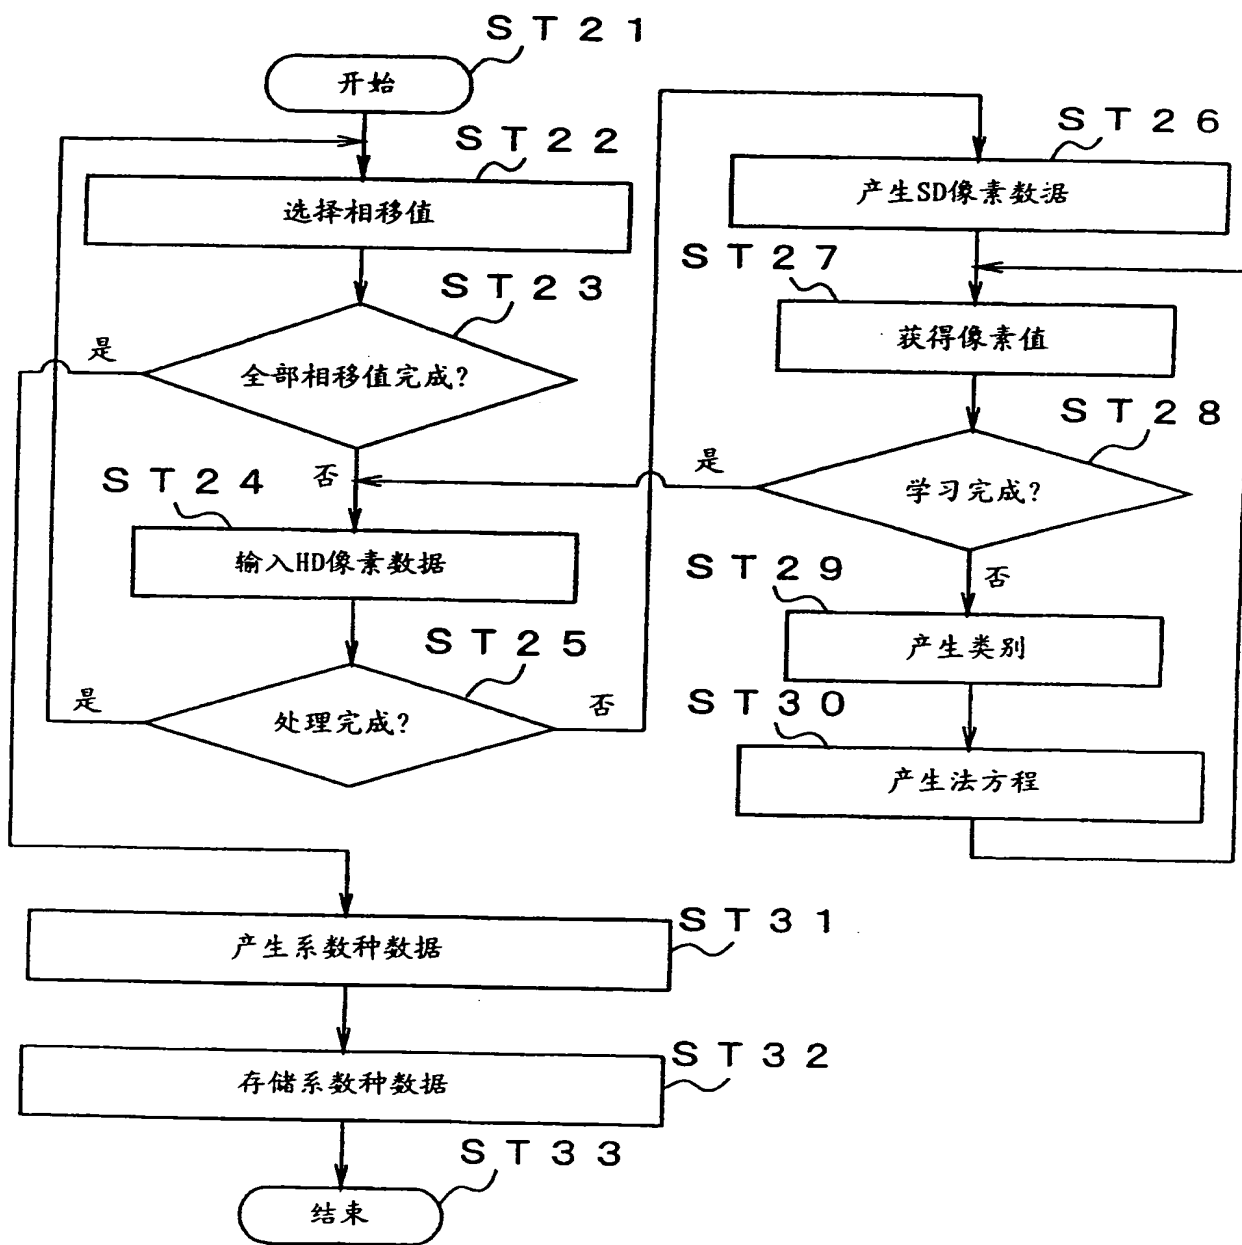 ST21
开始
ST22
选择相移值
ST23
是
全部相移值完成?
否
ST24
输入HD像素数据
ST25
是
处理完成?
否
ST26
产生SD像素数据
ST27
获得像素值
ST28
是
学习完成?
否
ST29
产生类别
ST30
产生法方程
ST31
产生系数种数据
ST32
存储系数种数据
ST33
结束